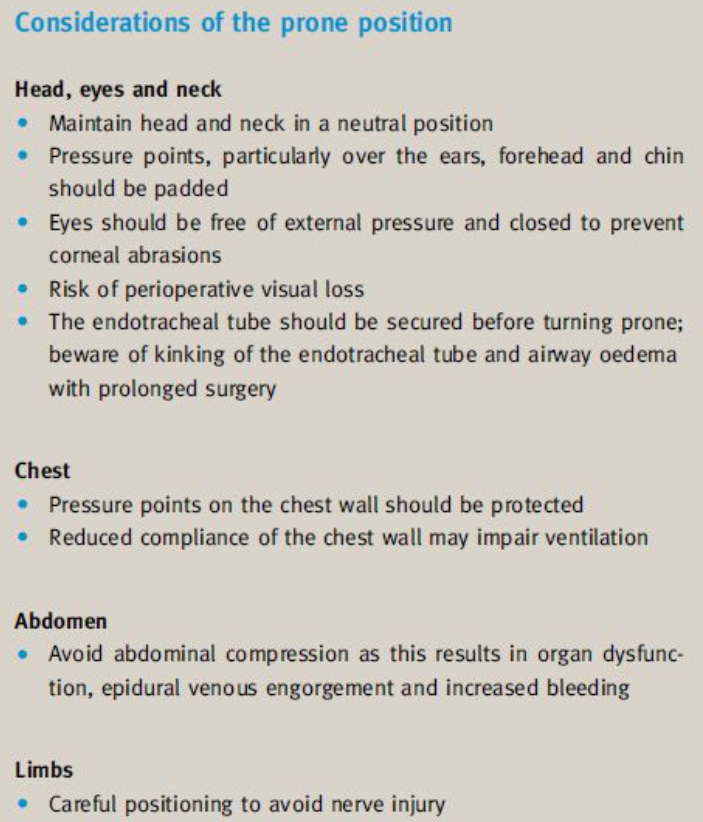 Considerations of the prone position
Head, eyes and neck
• Maintain head and neck in a neutral position
• Pressure points, particularly over the ears, forehead and chin
should be padded
• Eyes should be free of external pressure and closed to prevent
corneal abrasions
• Risk of perioperative visual loss
• The endotracheal tube should be secured before turning prone;
beware of kinking of the endotracheal tube and airway oedema
with prolonged surgery
Chest
• Pressure points on the chest wall should be protected
• Reduced compliance of the chest wall may impair ventilation
Abdomen
• Avoid abdominal compression as this results in organ dysfunc-
tion, epidural venous engorgement and increased bleeding
Limbs
• Careful positioning to avoid nerve injury